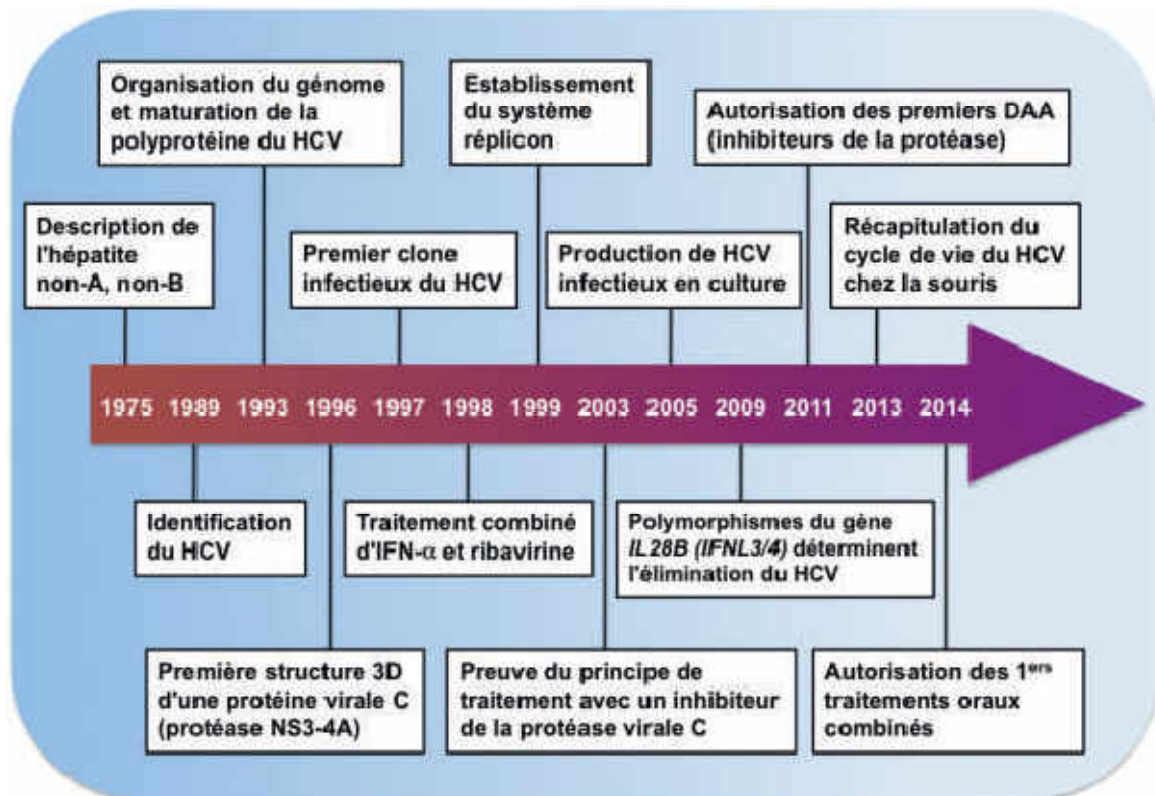 Organisation du génome
et maturation de la
polyprotéine du HCV
Establissement
du système
réplicon
Autorisation des premiers DAA
(inhibiteurs de la protéase)
Description de
l'hépatite
non-A, non-B
Premier clone
infectieux du HCV
Production de HCV
infectieux en culture
Récapitulation du
cycle de vie du HCV
chez la souris
1975 1989 1993 1996 1997 1998 1999 2003 2005 2009 2011 2013 2014
Identification
du HCV
Traitement combiné
d'IFN-α et ribavirine
Polymorphismes du gène
IL28B (IFNL3/4) déterminent
l'élimination du HCV
Première structure 3D
d'une protéine virale C
(protéase NS3-4A)
Preuve du principe de
traitement avec un inhibiteur
de la protéase virale C
Autorisation des 1ers
traitements oraux
combinés